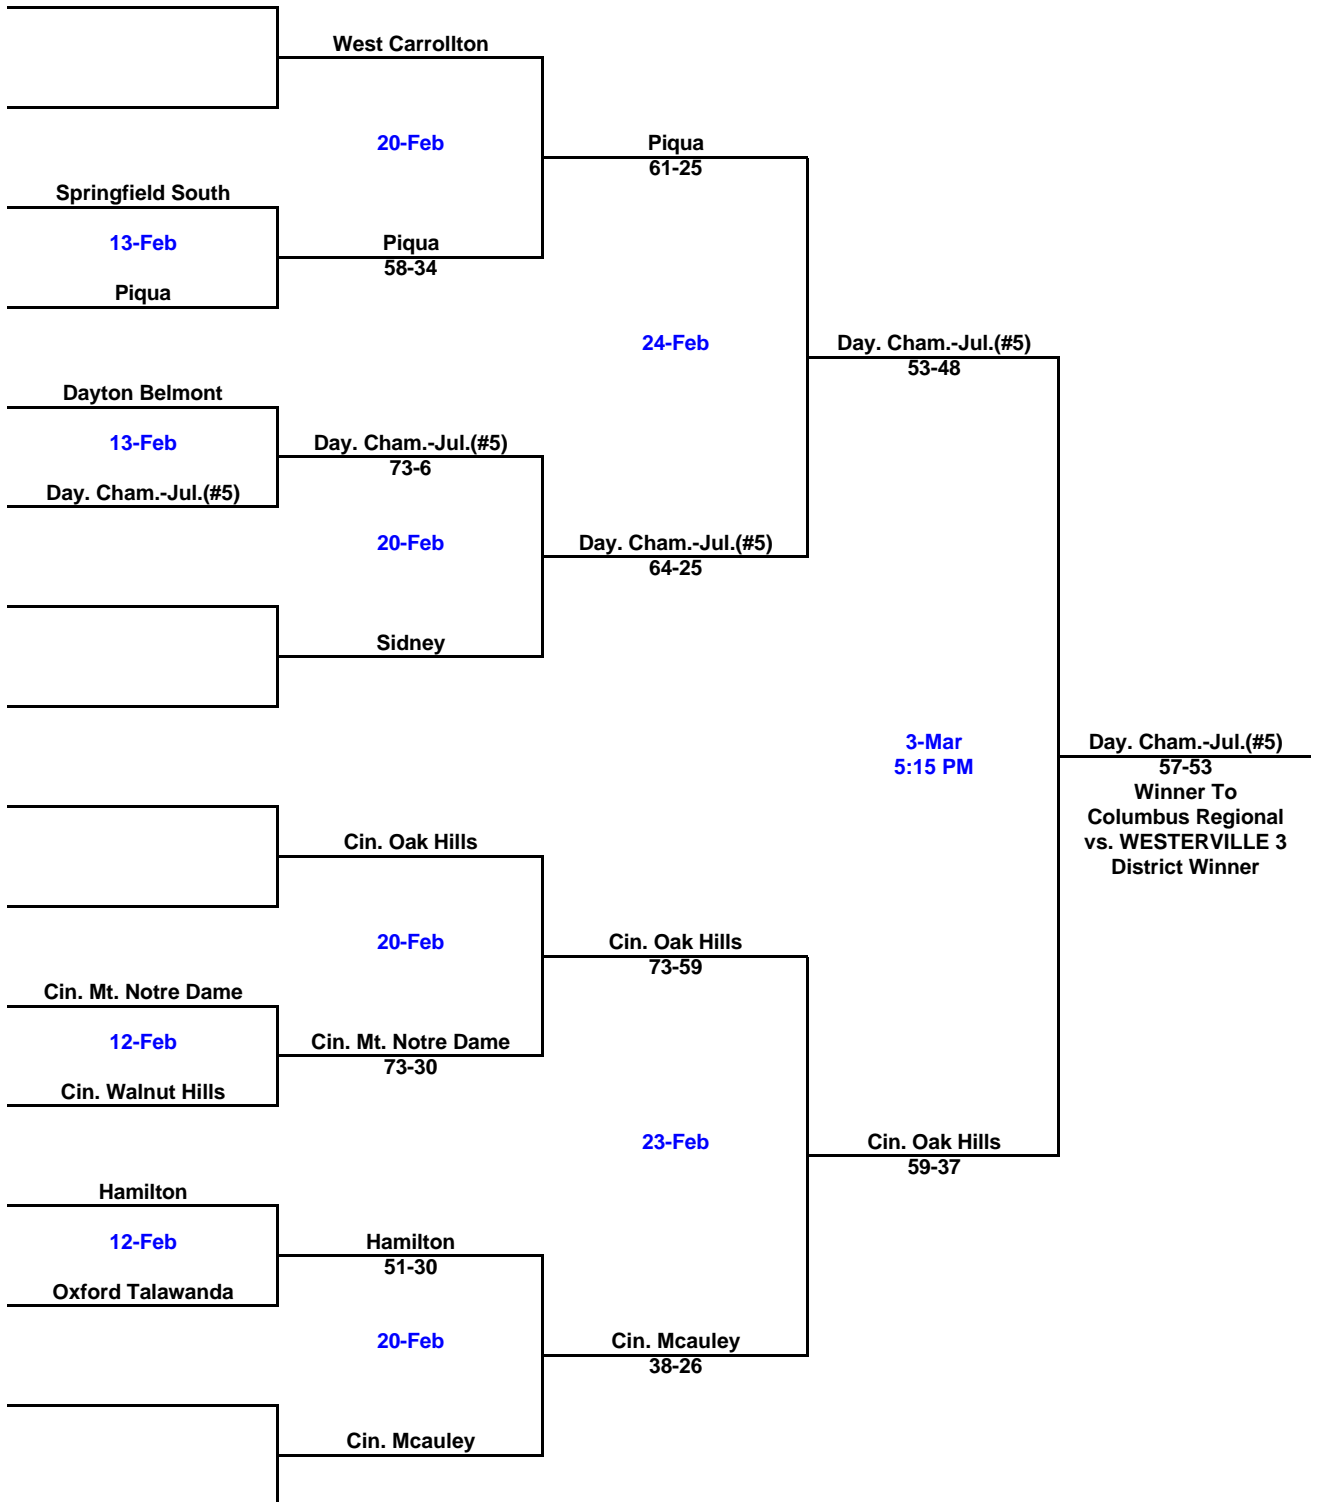 West Carrollton
20-Feb
Piqua
61-25
Springfield South
13-Feb
Piqua
58-34
Piqua
24-Feb
Day. Cham.-Jul.(#5)
53-48
Dayton Belmont
13-Feb
Day. Cham.-Jul.(#5)
73-6
Day. Cham.-Jul.(#5)
20-Feb
Day. Cham.-Jul.(#5)
64-25
Sidney
3-Mar
5:15 PM
Day. Cham.-Jul.(#5)
57-53
Winner To
Columbus Regional
vs. WESTERVILLE 3
District Winner
Cin. Oak Hills
20-Feb
Cin. Oak Hills
73-59
Cin. Mt. Notre Dame
12-Feb
Cin. Mt. Notre Dame
73-30
Cin. Walnut Hills
23-Feb
Cin. Oak Hills
59-37
Hamilton
12-Feb
Hamilton
51-30
Oxford Talawanda
20-Feb
Cin. Mcauley
38-26
Cin. Mcauley